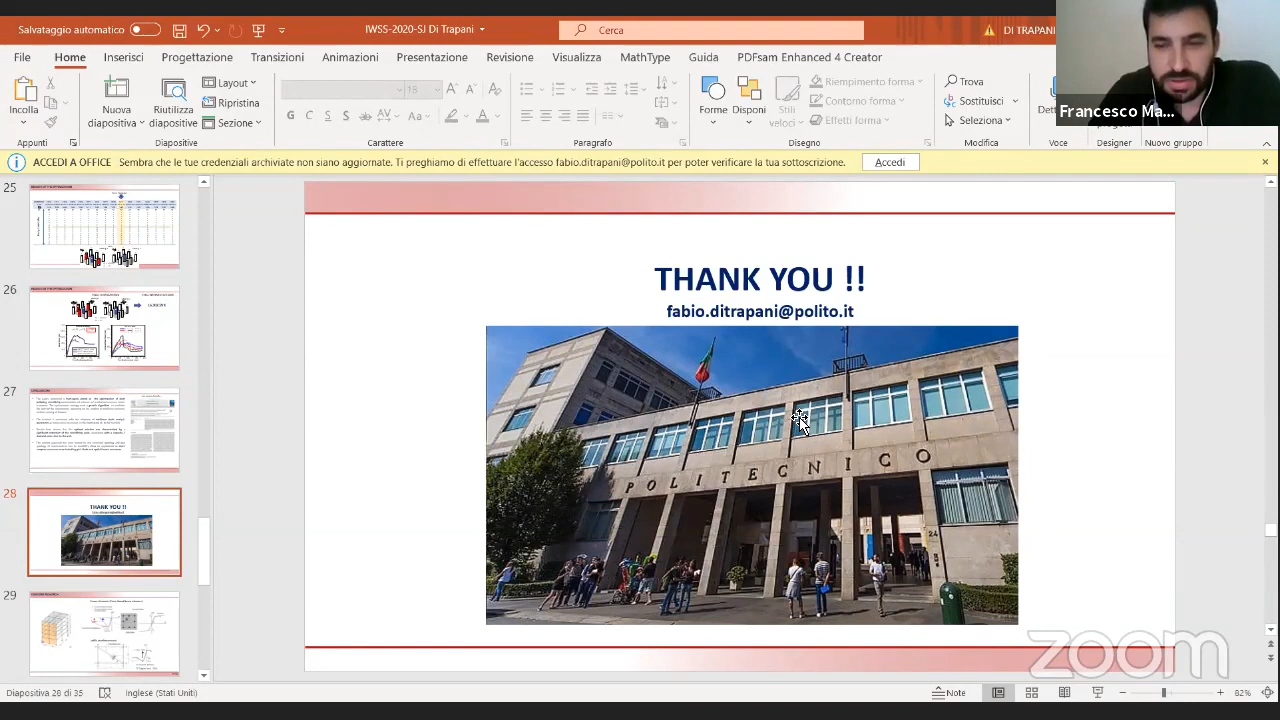 Salvataggio automatico
IWSS-2020-SJ Di Trapani
Cerca
DI TRAPANI
File Home Inserisci Progettazione Transizioni Animazioni Presentazione Revisione Visualizza MathType Guida PDFsam Enhanced 4 Creator
Incolla
Nuova diapositiva
Riutilizza diapositive
Layout
Ripristina
Sezione
18
Forme
Disponi
Stili veloci
Riempimento forma
Contorno forma
Effetti forma
Trova
Sostituisci
Seleziona
Francesco Ma...
Appunti Diapositive Carattere Paragrafo Disegno Modifica Voce Designer Nuovo gruppo
ACCEDI A OFFICE Sembra che le tue credenziali archiviate non siano aggiornate. Ti preghiamo di effettuare l'accesso fabio.ditrapani@polito.it per poter verificare la tua sottoscrizione. Accedi
25
26
27
28
THANK YOU !!
29
THANK YOU !!
fabio.ditrapani@polito.it
POLITECNICO
24
zoom
Diapositiva 28 di 35 Inglese (Stati Uniti) Note 82%